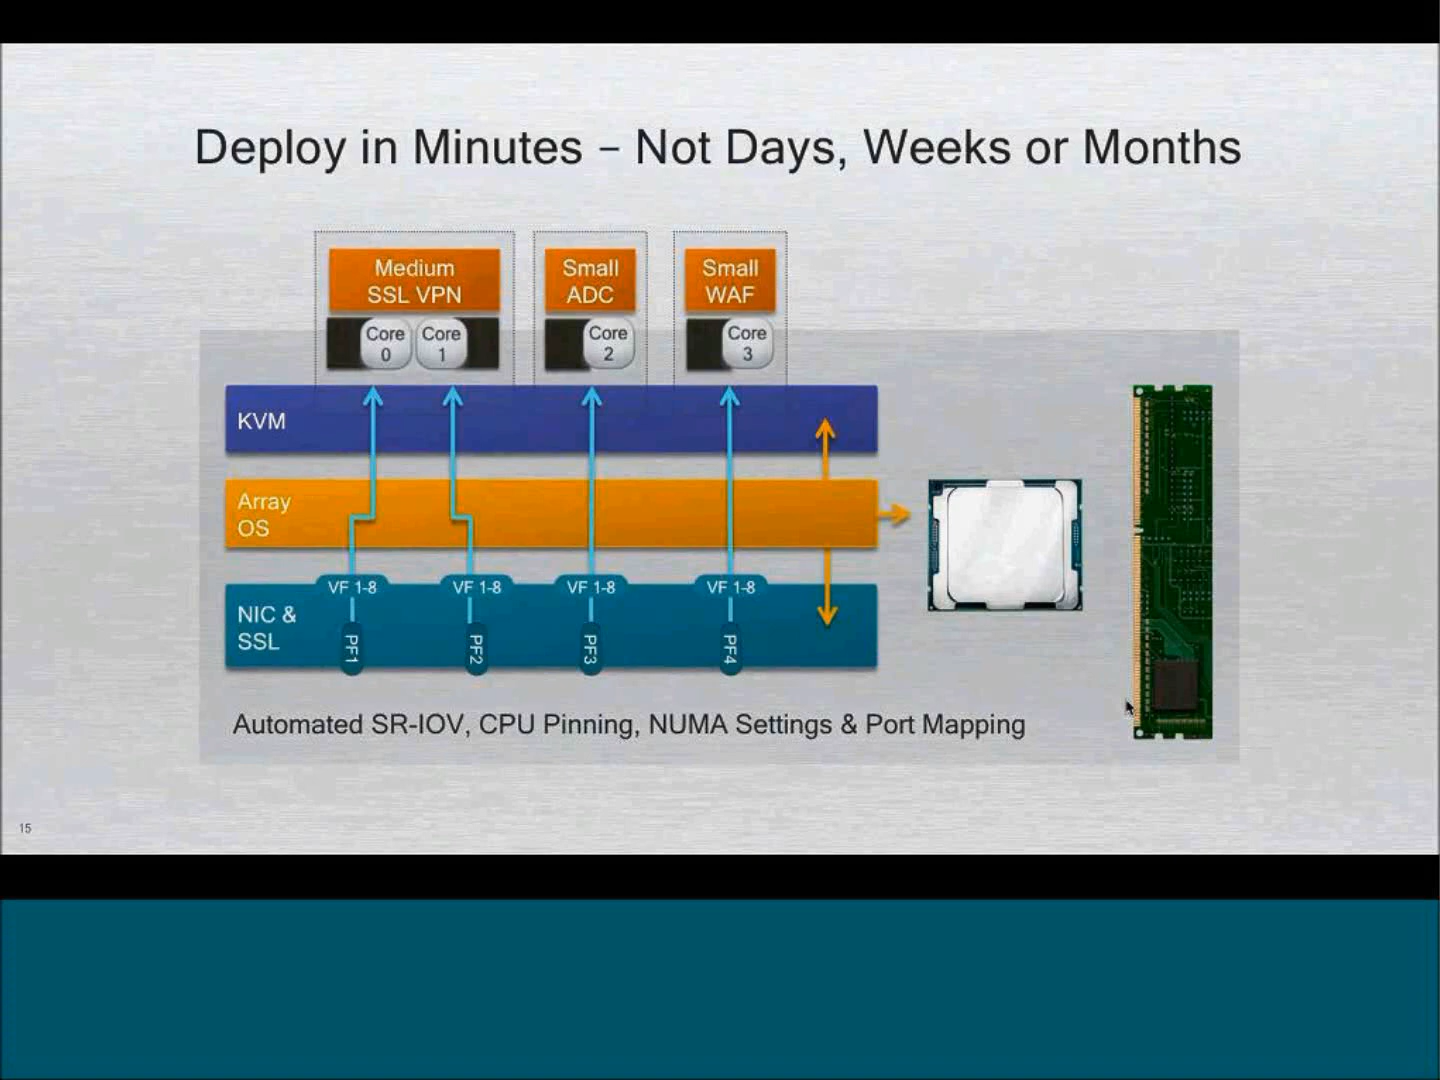 Deploy in Minutes – Not Days, Weeks or Months
Medium
SSL VPN
Small
ADC
Small
WAF
Core
0
Core
1
Core
2
Core
3
KVM
Array
OS
VF 1-8
VF 1-8
VF 1-8
VF 1-8
NIC &
SSL
PF1
PF2
PF3
PF4
Automated SR-IOV, CPU Pinning, NUMA Settings & Port Mapping
15